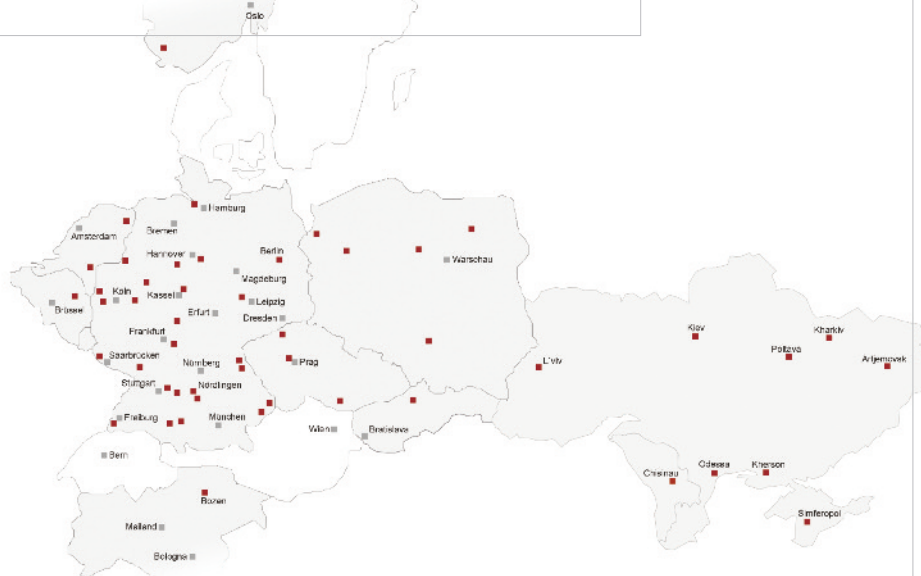 Oslo
Hamburg
Bremen
Amsterdam
Hannover
Berlin
Warschau
Magdeburg
Köln
Kassel
Leipzig
Brüssel
Erfurt
Dresden
Frankfurt
Kiev
Kharkiv
Poltava
Saarbrücken
Nürnberg
Prag
L'viv
Artjemovsk
Stuttgart
Nördlingen
Freiburg
München
Wien
Bratislava
Bern
Chisinau
Odessa
Kherson
Bozen
Simferopol
Mailand
Bologna